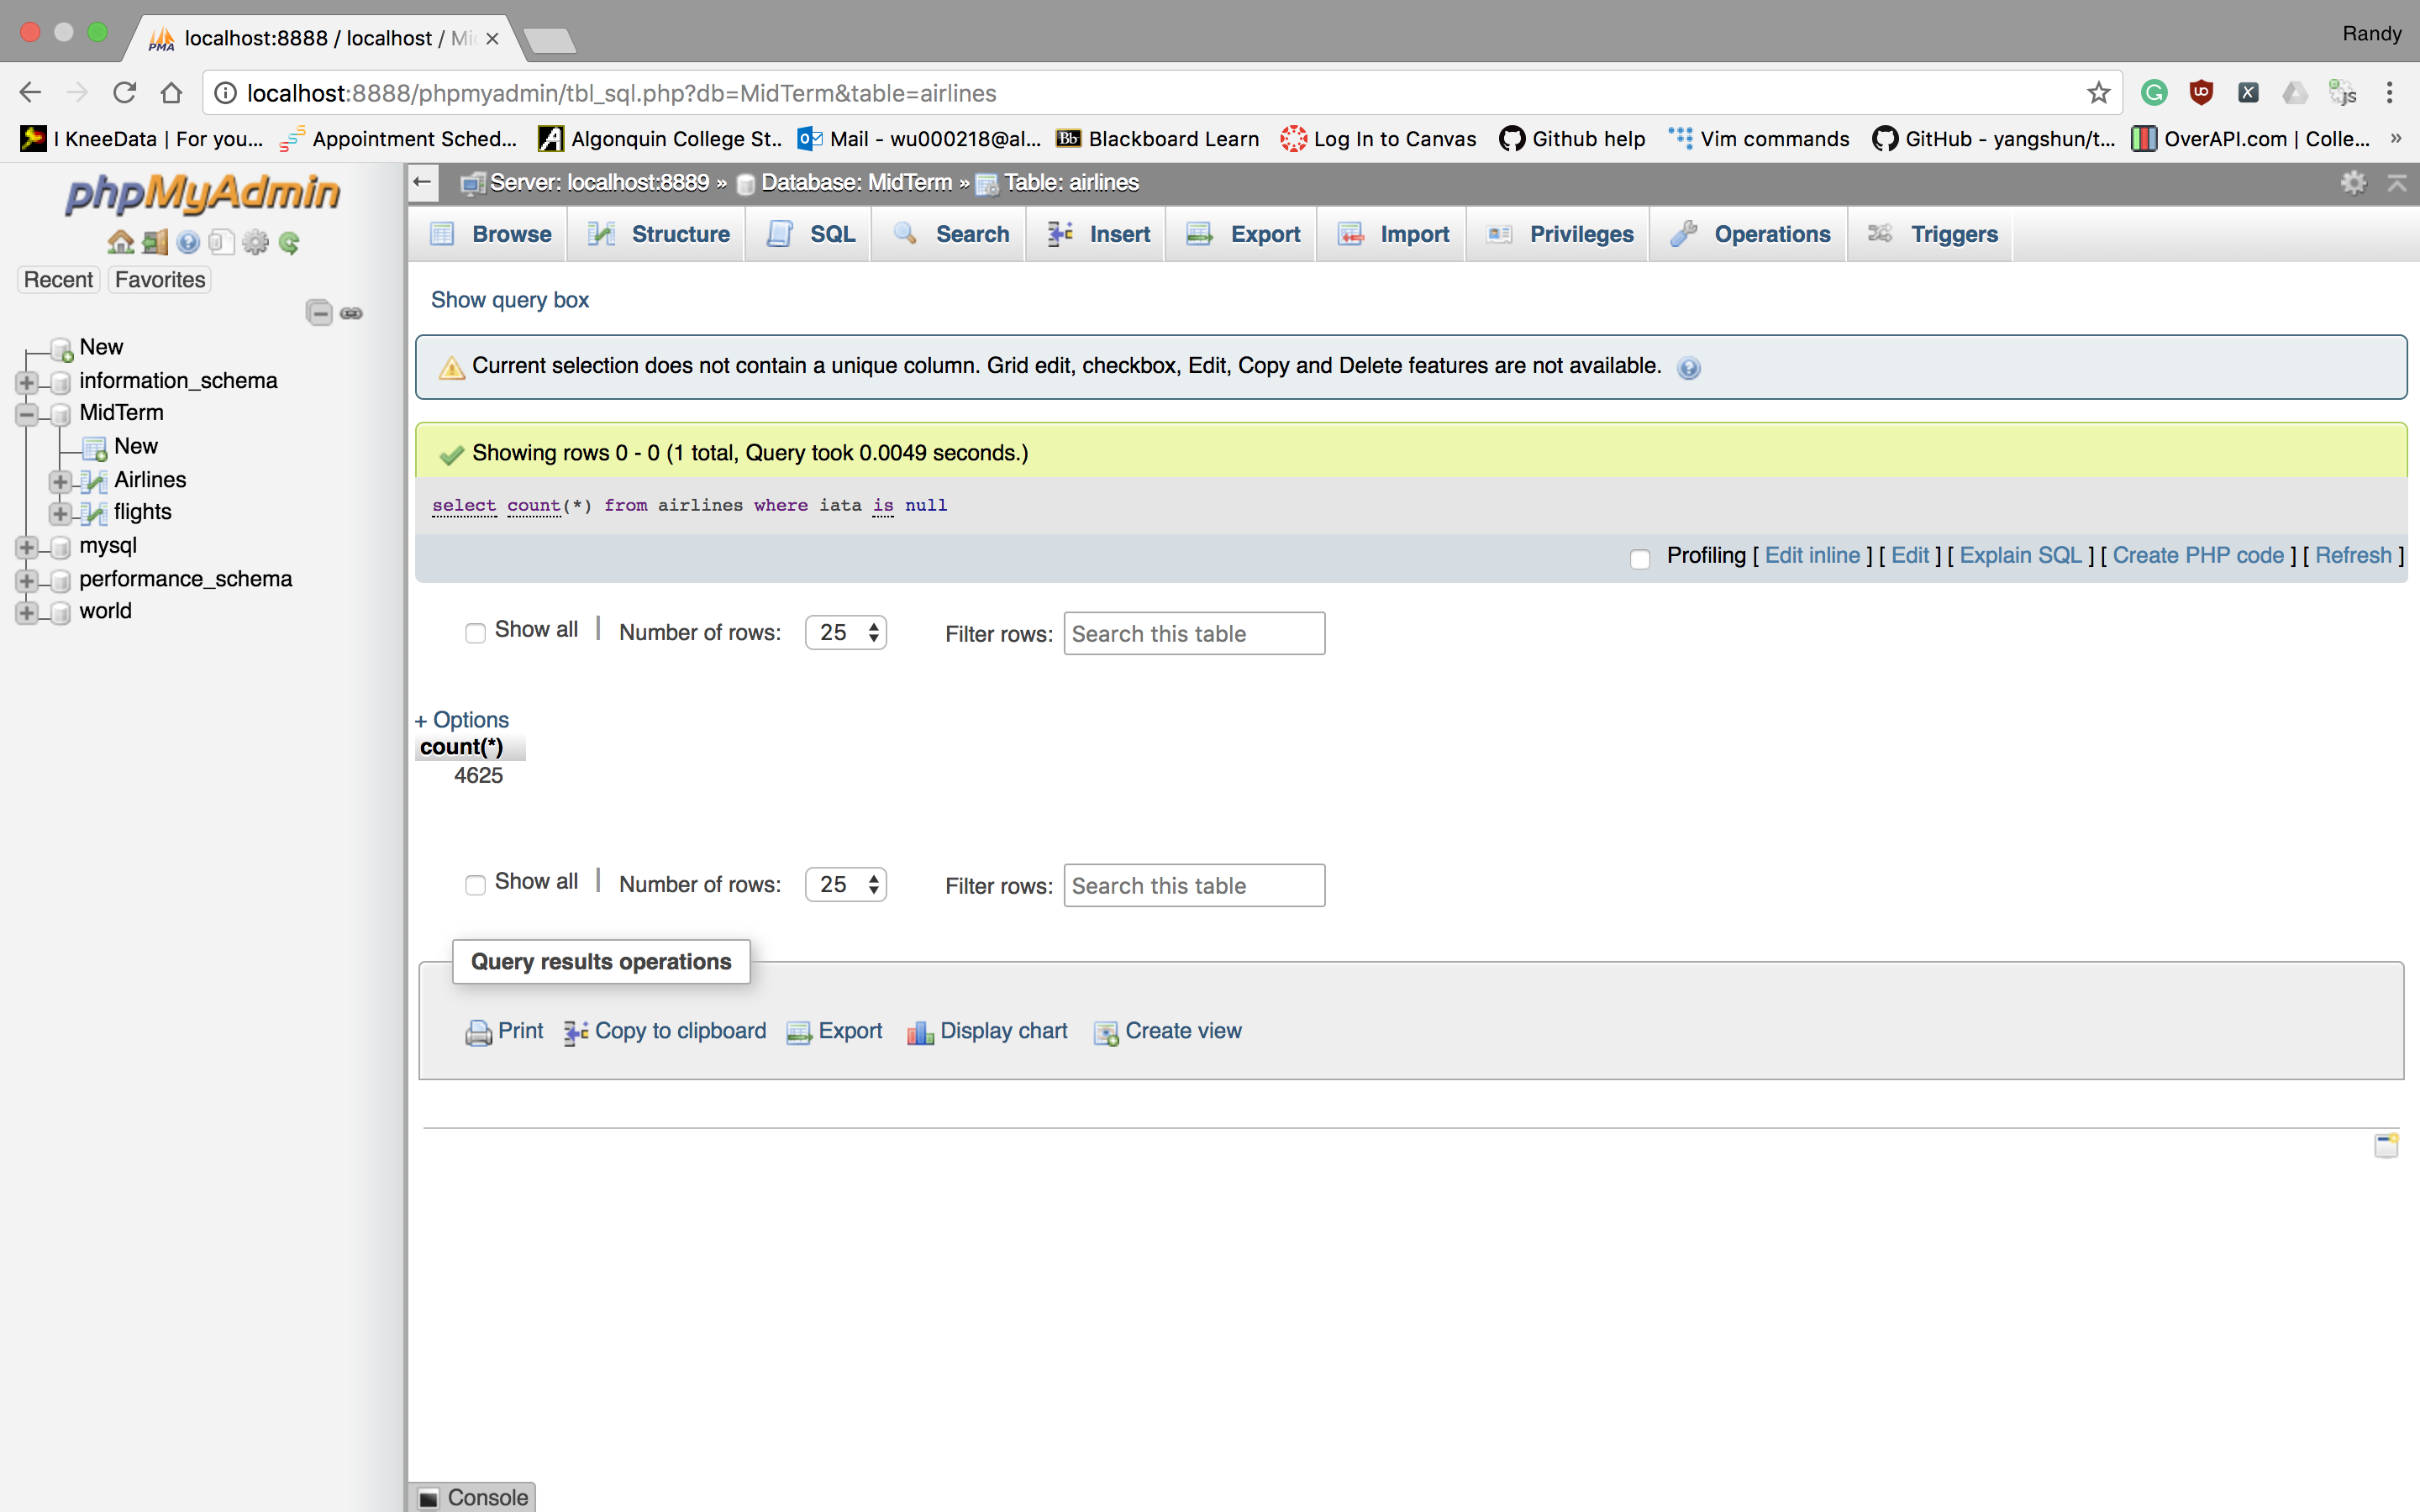 localhost:8888 / localhost / Mi
Randy
localhost:8888/phpmyadmin/tbl_sql.php?db=MidTerm&table=airlines
I KneeData | For you...
Appointment Sched...
Algonquin College St...
Mail - wu000218@al...
Bb Blackboard Learn
Log In to Canvas
Github help
Vim commands
GitHub - yangshun/t...
OverAPI.com | Colle...
»
phpMyAdmin
Recent
Favorites
New
information_schema
MidTerm
New
Airlines
flights
mysql
performance_schema
world
Server: localhost:8889 » Database: MidTerm » Table: airlines
Browse
Structure
SQL
Search
Insert
Export
Import
Privileges
Operations
Triggers
Show query box
Current selection does not contain a unique column. Grid edit, checkbox, Edit, Copy and Delete features are not available.
Showing rows 0 - 0 (1 total, Query took 0.0049 seconds.)
select count(*) from airlines where iata is null
Profiling [ Edit inline ] [ Edit ] [ Explain SQL ] [ Create PHP code ] [ Refresh ]
Show all | Number of rows: 25 Filter rows: Search this table
+ Options
count(*)
4625
Show all | Number of rows: 25 Filter rows: Search this table
Query results operations
Print
Copy to clipboard
Export
Display chart
Create view
Console